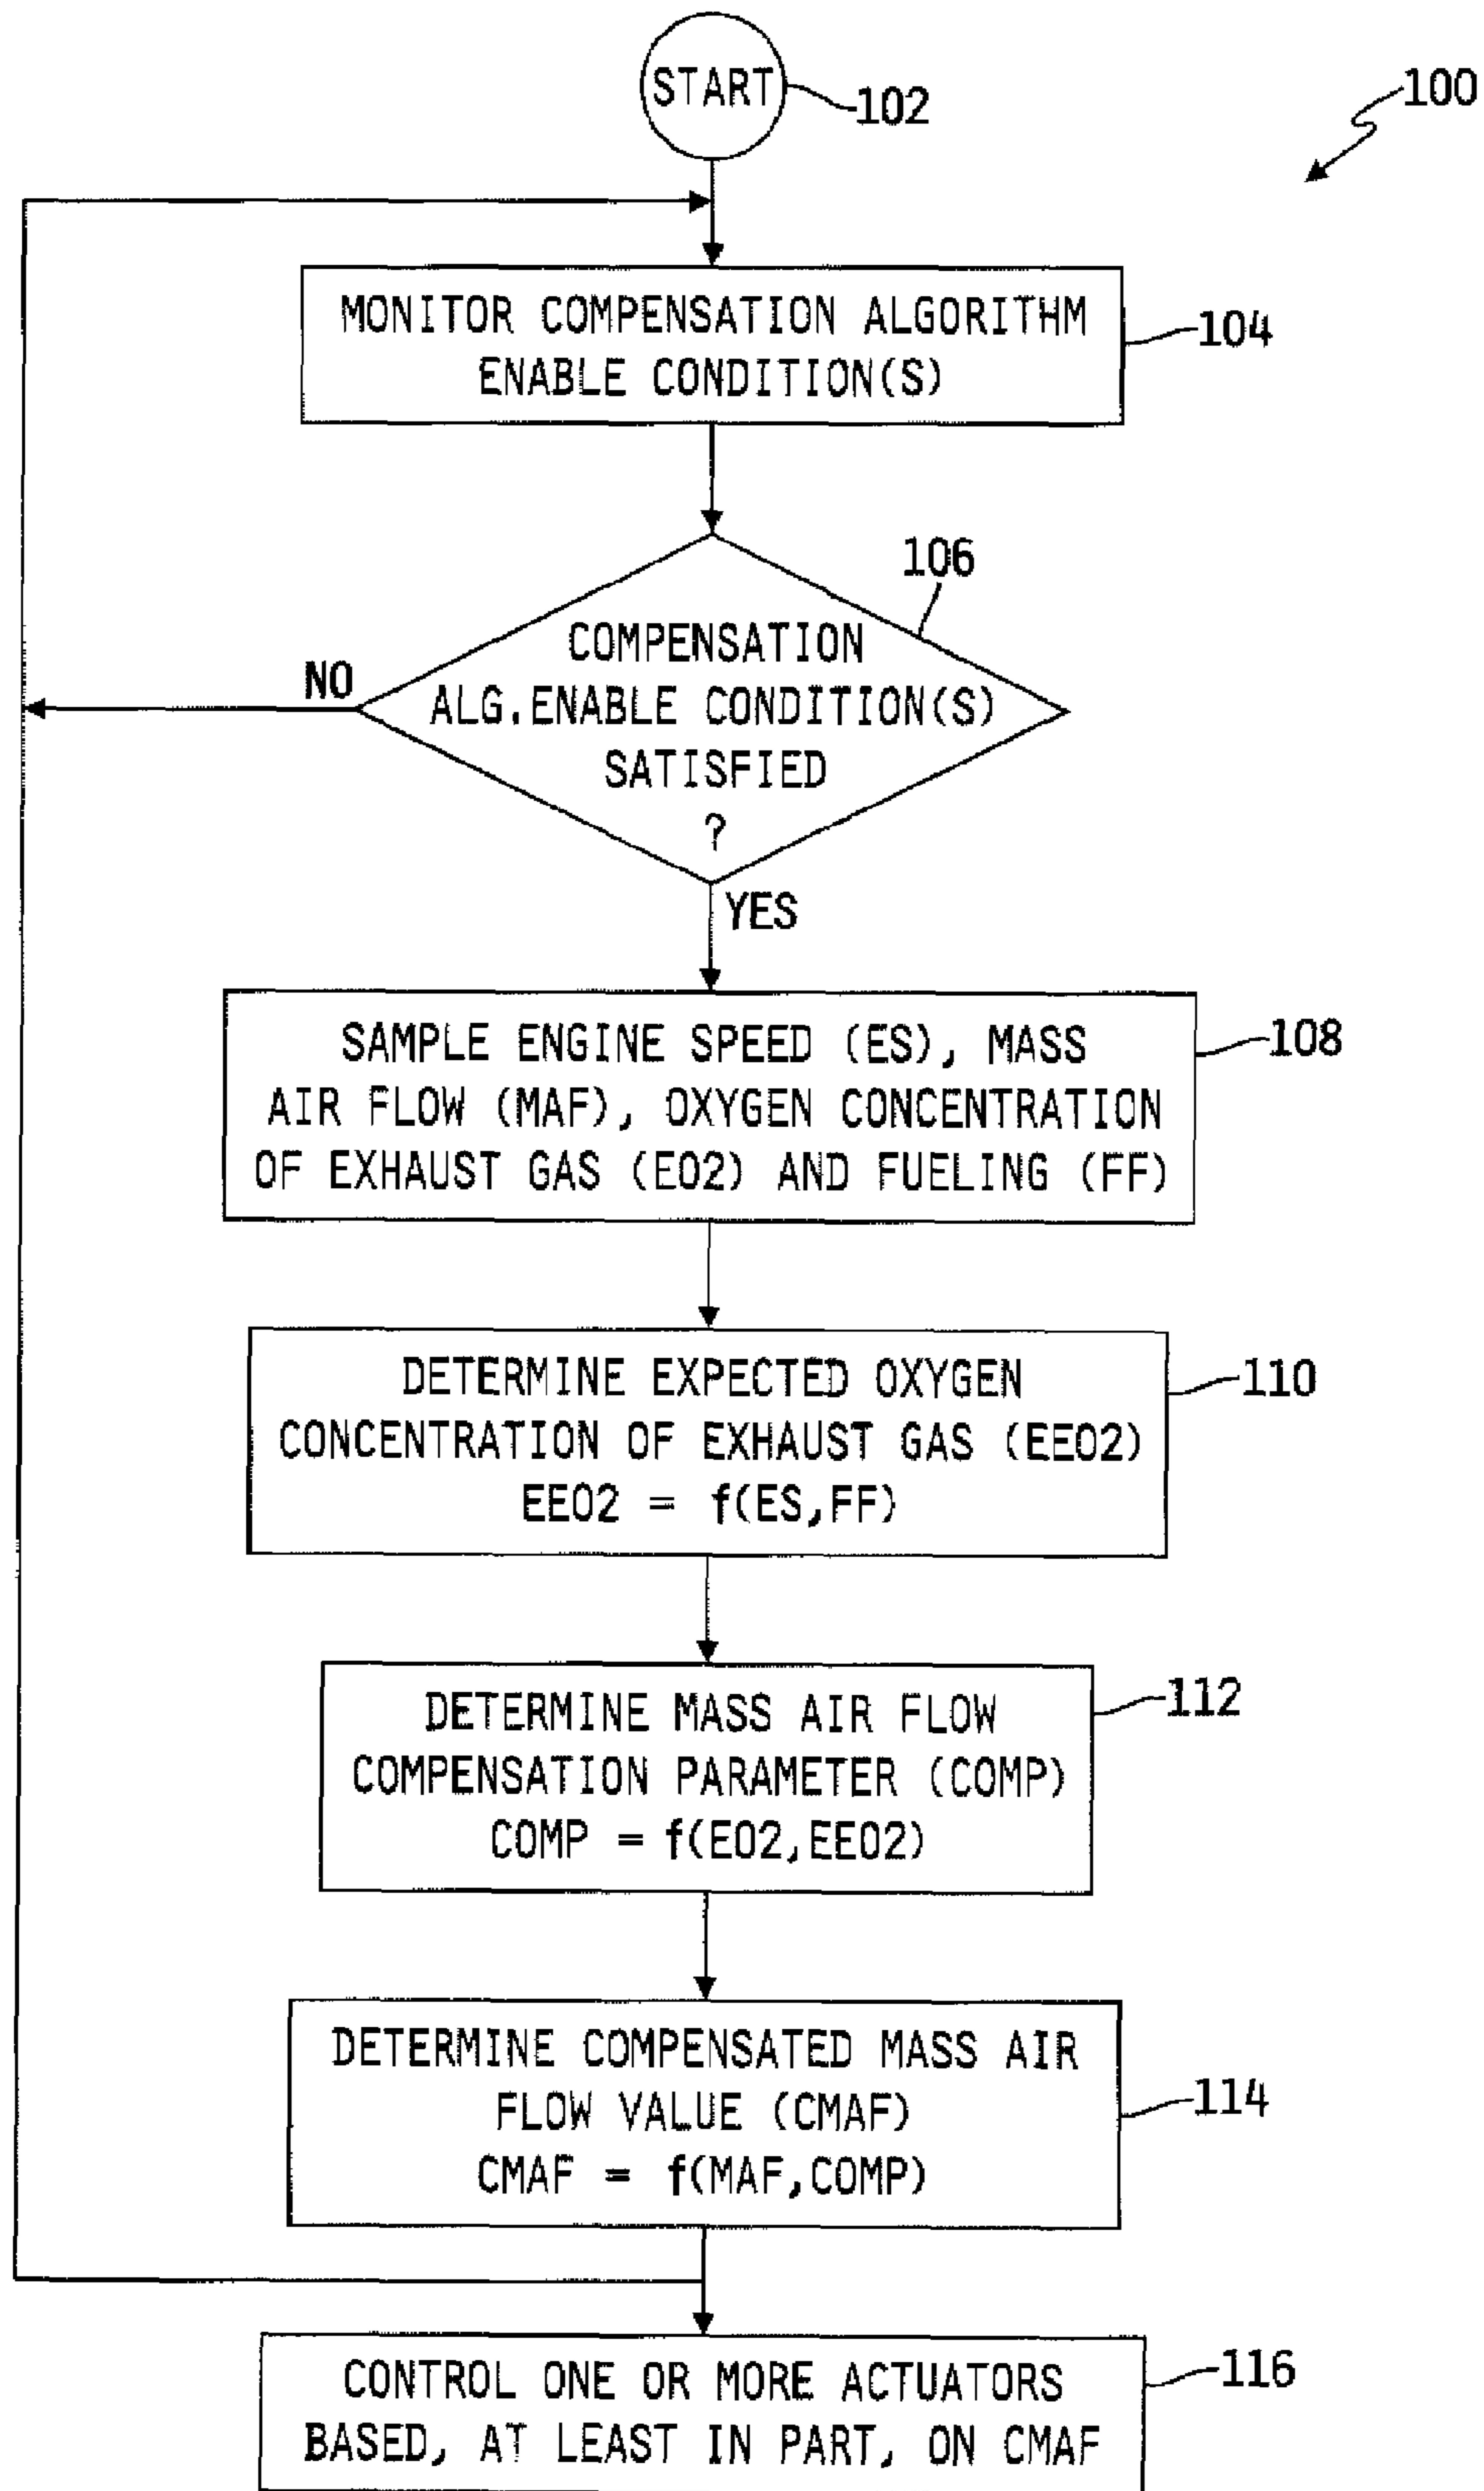 START
102
100
MONITOR COMPENSATION ALGORITHM
ENABLE CONDITION(S)
104
106
COMPENSATION
ALG.ENABLE CONDITION(S)
SATISFIED
?
NO
YES
SAMPLE ENGINE SPEED (ES), MASS
AIR FLOW (MAF), OXYGEN CONCENTRATION
OF EXHAUST GAS (EO2) AND FUELING (FF)
108
DETERMINE EXPECTED OXYGEN
CONCENTRATION OF EXHAUST GAS (EEO2)
EEO2 = f(ES,FF)
110
DETERMINE MASS AIR FLOW
COMPENSATION PARAMETER (COMP)
COMP = f(EO2,EEO2)
112
DETERMINE COMPENSATED MASS AIR
FLOW VALUE (CMAF)
CMAF = f(MAF,COMP)
114
CONTROL ONE OR MORE ACTUATORS
BASED, AT LEAST IN PART, ON CMAF
116